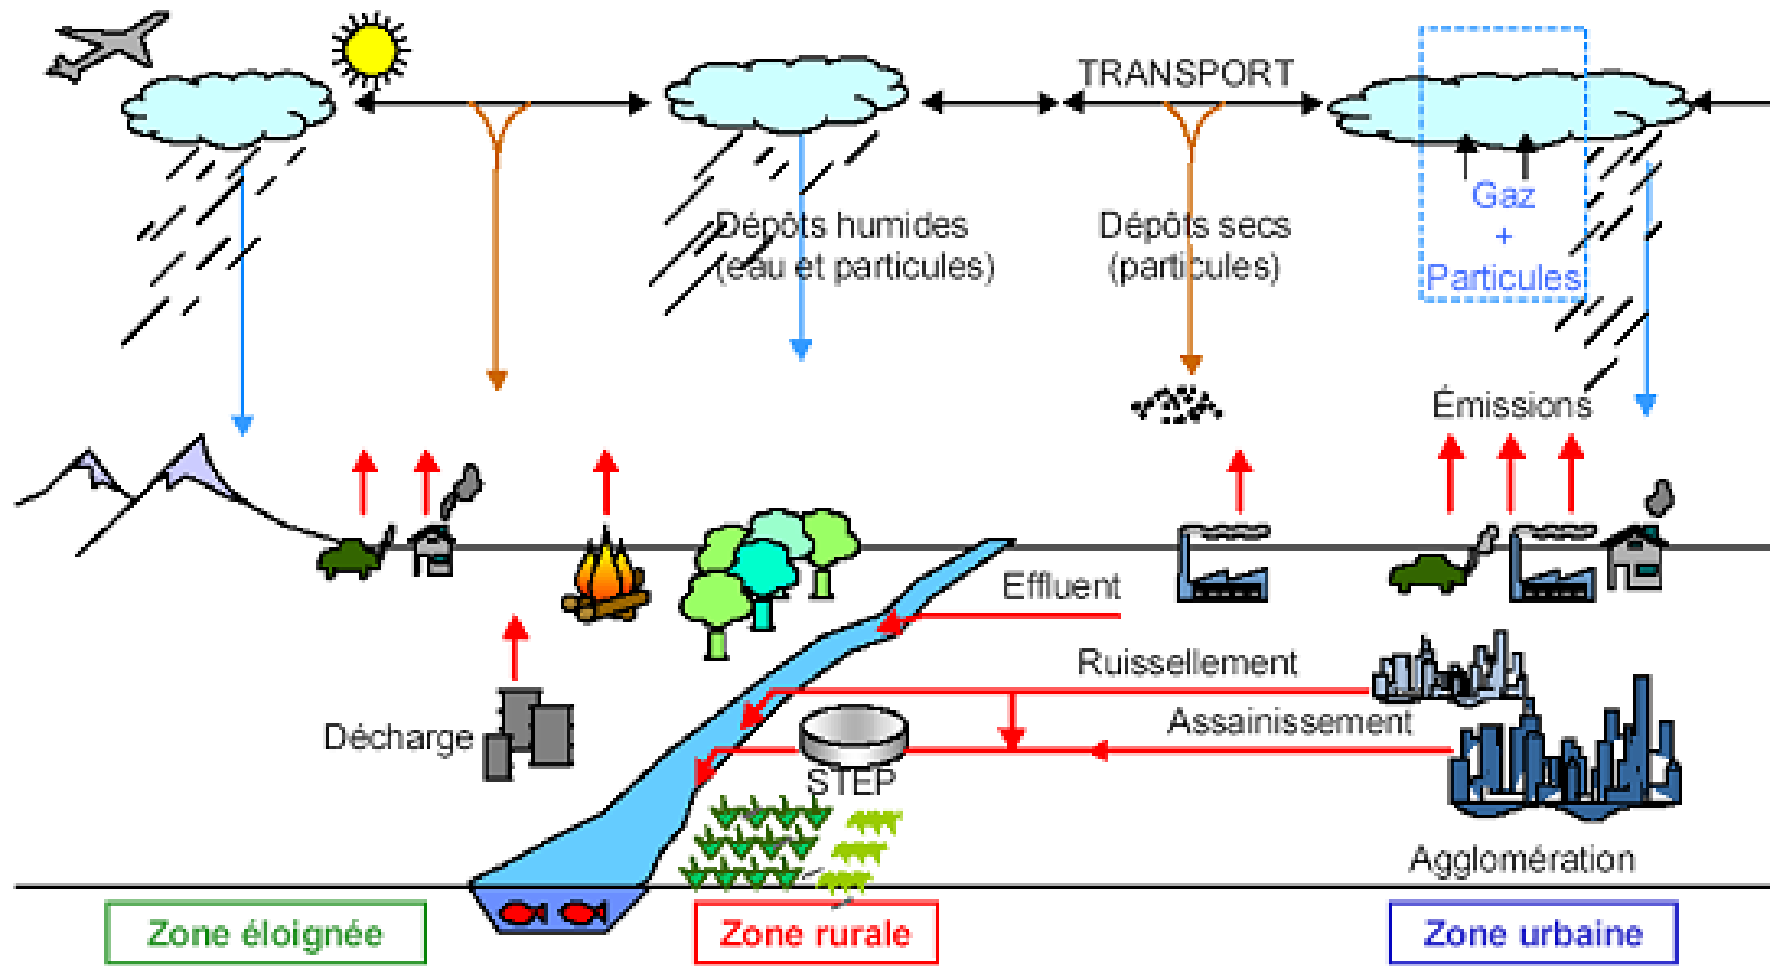 TRANSPORT
Gaz
+
Particules
Dépôts humides
(eau et particules)
Dépôts secs
(particules)
Émissions
Effluent
Ruissellement
Assainissement
Décharge
STEP
Agglomération
Zone éloignée
Zone rurale
Zone urbaine